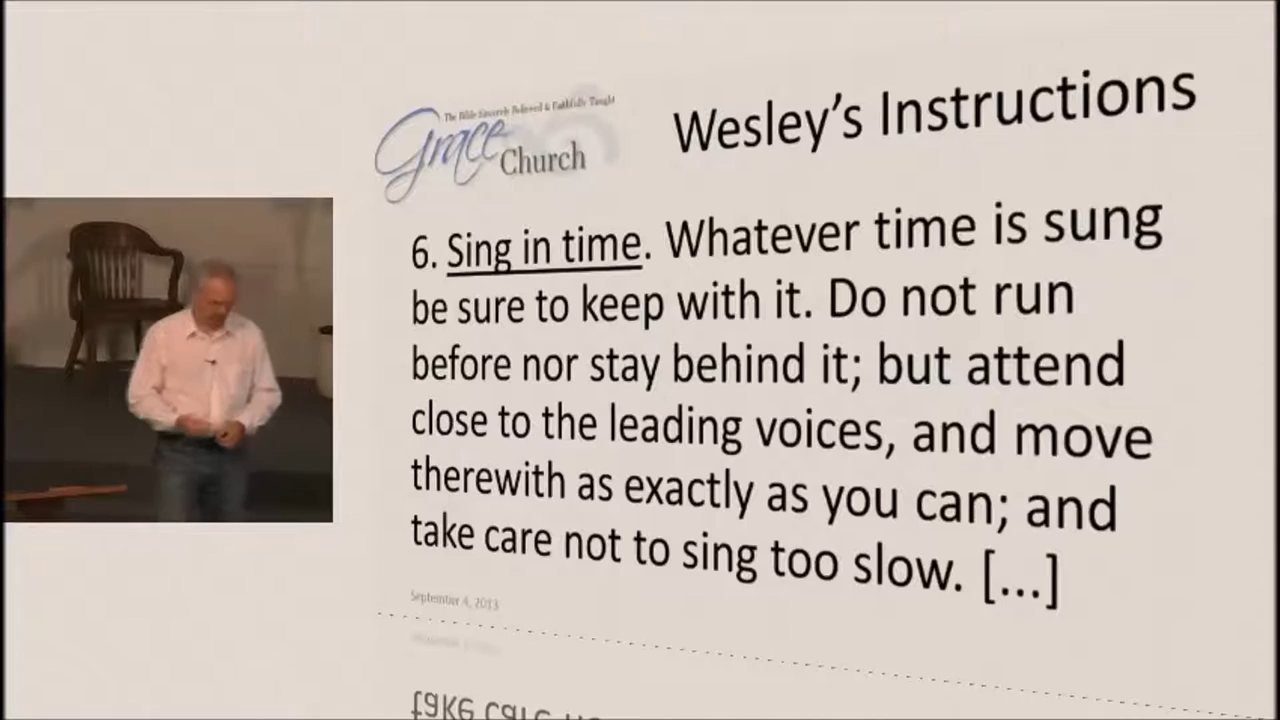 The Bible Sincerely Believed & Faithfully Taught
Grace
Church
Wesley's Instructions
6. Sing in time. Whatever time is sung
be sure to keep with it. Do not run
before nor stay behind it; but attend
close to the leading voices, and move
therewith as exactly as you can; and
take care not to sing too slow. [...]
September 4, 2013